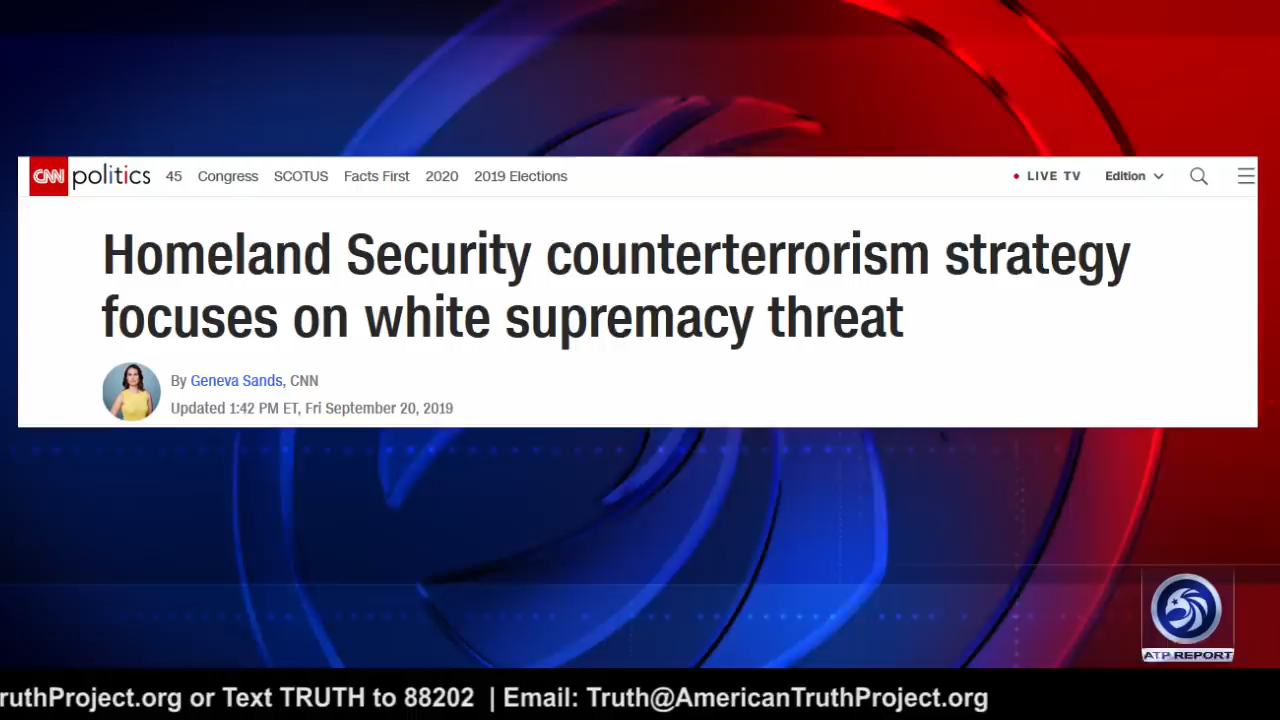 CNN politics 45 Congress SCOTUS Facts First 2020 2019 Elections LIVE TV Edition
Homeland Security counterterrorism strategy
focuses on white supremacy threat
By Geneva Sands, CNN
Updated 1:42 PM ET, Fri September 20, 2019
ATP REPORT
ruthProject.org or Text TRUTH to 88202 | Email: Truth@AmericanTruthProject.org